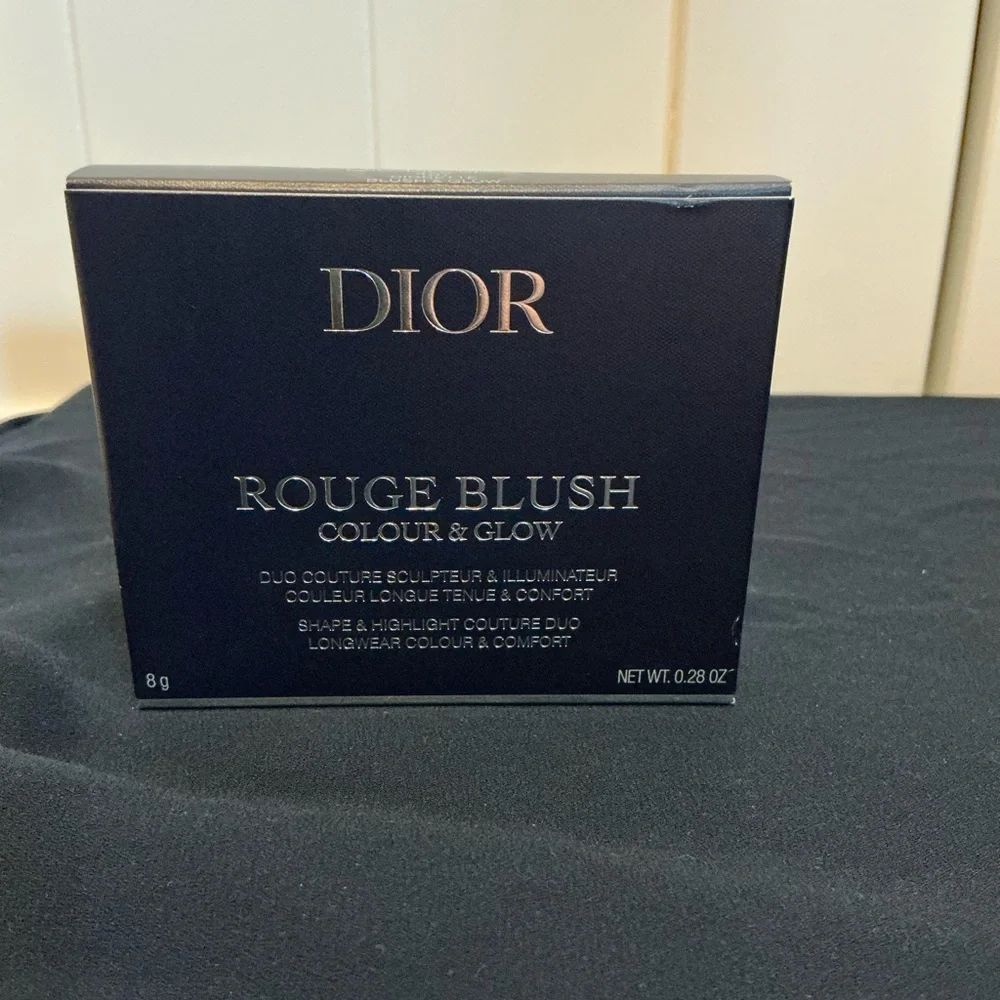 DIOR
ROUGE BLUSH
COLOUR & GLOW
DUO COUTURE SCULPTEUR & ILLUMINATEUR
COULEUR LONGUE TENUE & CONFORT
SHAPE & HIGHLIGHT COUTURE DUO
LONGWEAR COLOUR & COMFORT
8 g
NET WT. 0.28 OZ